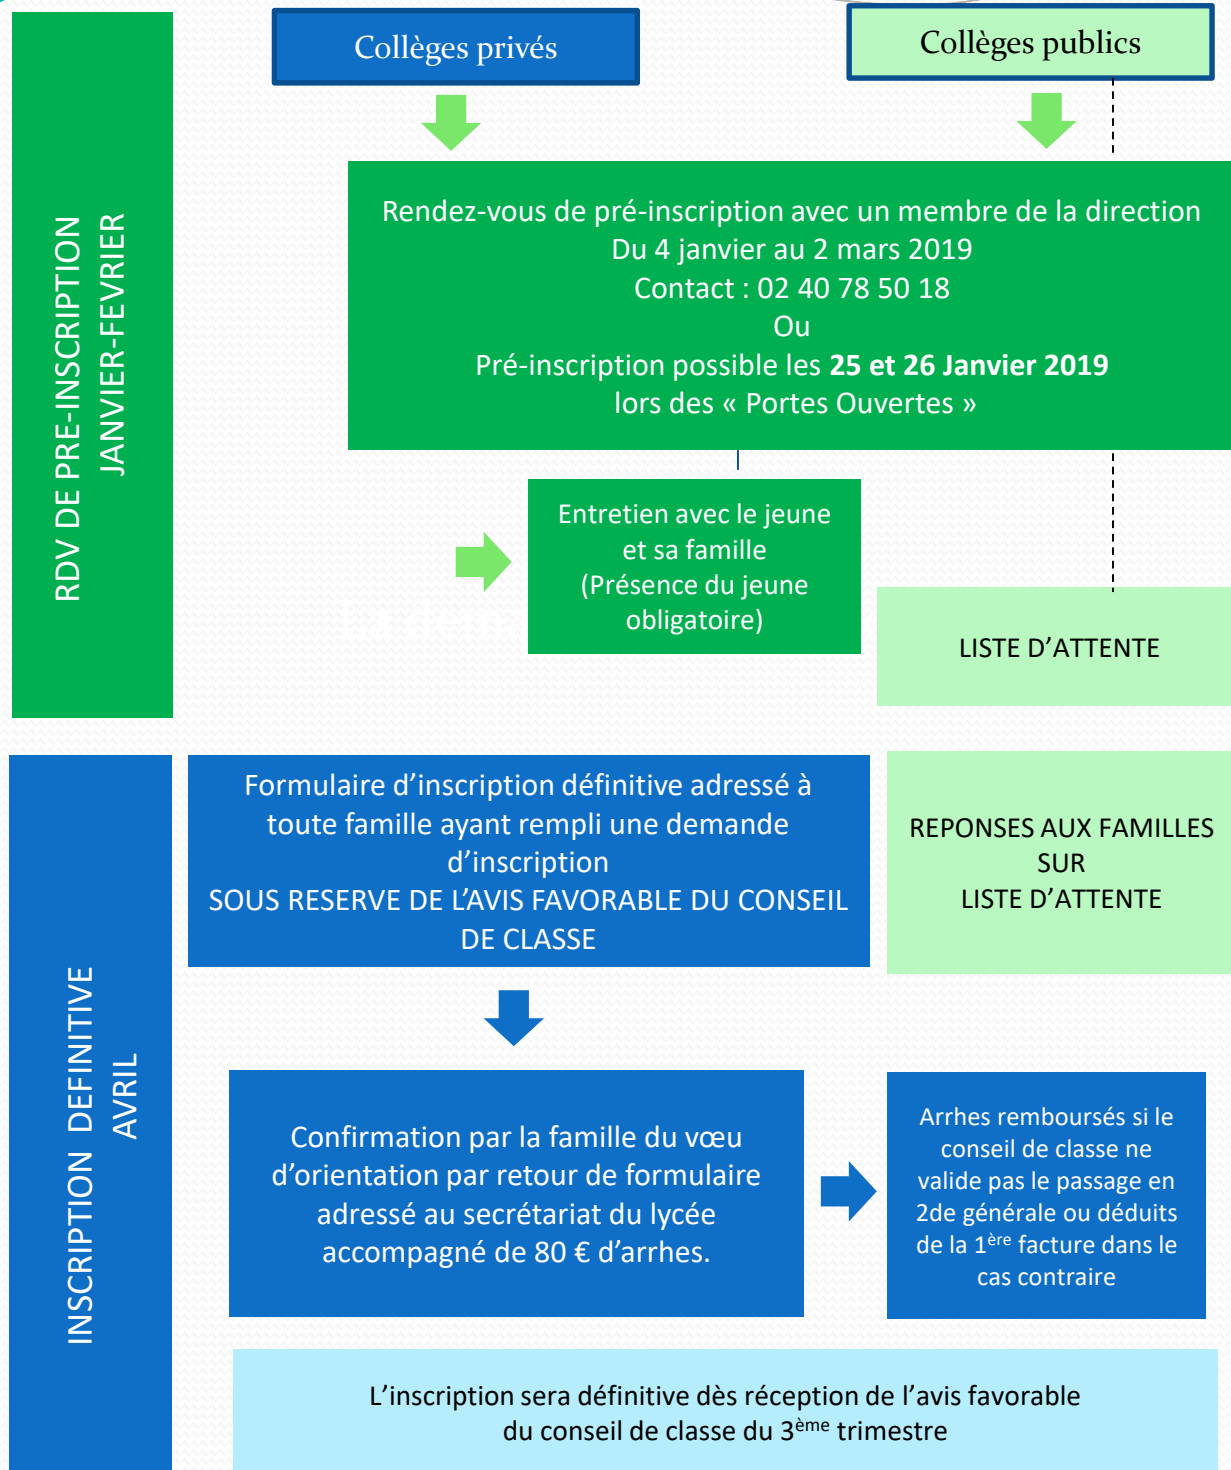 Collèges privés
Collèges publics
RDV DE PRE-INSCRIPTION
JANVIER-FEVRIER
Rendez-vous de pré-inscription avec un membre de la direction
Du 4 janvier au 2 mars 2019
Contact : 02 40 78 50 18
Ou
Pré-inscription possible les 25 et 26 Janvier 2019
lors des « Portes Ouvertes »
Entretien avec le jeune
et sa famille
(Présence du jeune
obligatoire)
LISTE D’ATTENTE
INSCRIPTION DEFINITIVE
AVRIL
Formulaire d’inscription définitive adressé à
toute famille ayant rempli une demande
d’inscription
SOUS RESERVE DE L’AVIS FAVORABLE DU CONSEIL
DE CLASSE
REPONSES AUX FAMILLES
SUR
LISTE D’ATTENTE
Confirmation par la famille du vœu
d’orientation par retour de formulaire
adressé au secrétariat du lycée
accompagné de 80 € d’arrhes.
Arrhes remboursés si le
conseil de classe ne
valide pas le passage en
2de générale ou déduits
de la 1ère facture dans le
cas contraire
L’inscription sera définitive dès réception de l’avis favorable
du conseil de classe du 3ème trimestre